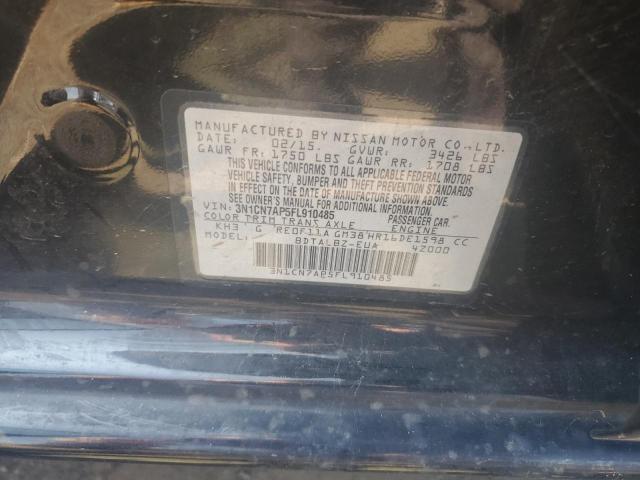 MANUFACTURED BY NISSAN MOTOR CO., LTD.
DATE: 02/15. GVWR: 3426 LBS
GAWR FR: 1750 LBS GAWR RR: 1708 LBS
THIS VEHICLE CONFORMS TO ALL APPLICABLE FEDERAL MOTOR
VEHICLE SAFETY, BUMPER AND THEFT PREVENTION STANDARDS
IN EFFECT ON THE DATE OF MANUFACTURE SHOWN ABOVE.
SEE OWNER'S MANUAL FOR ADDITIONAL INFORMATION
VIN: 3N1CN7AP5FL910485 PASSENGER CAR.
COLOR TRIM TRANS AXLE ENGINE
KH3 G RE0F11A GM38 HR16DE1598 CC
MODEL: BDTALBZ-EUA 4Z000
3N1CN7AP5FL910485